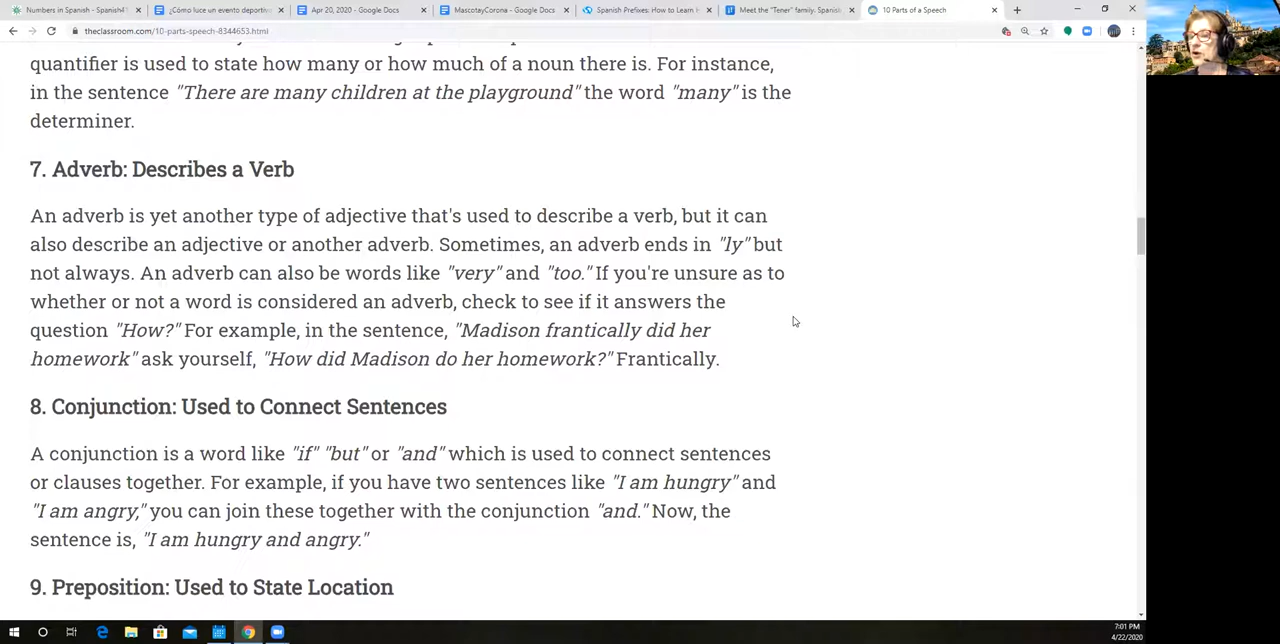 Numbers in Spanish - Spanish4
¿Cómo luce un evento deportiv
Apr 20, 2020 - Google Docs
MascotayCorona - Google Docs
Spanish Prefixes: How to Learn
Meet the "Tener" family. Spanish
10 Parts of a Speech
theclassroom.com/10-parts-speech-8344653.html
quantifier is used to state how many or how much of a noun there is. For instance,
in the sentence "There are many children at the playground" the word "many" is the
determiner.
7. Adverb: Describes a Verb
An adverb is yet another type of adjective that's used to describe a verb, but it can
also describe an adjective or another adverb. Sometimes, an adverb ends in "ly" but
not always. An adverb can also be words like "very" and "too." If you're unsure as to
whether or not a word is considered an adverb, check to see if it answers the
question "How?" For example, in the sentence, "Madison frantically did her
homework" ask yourself, "How did Madison do her homework?" Frantically.
8. Conjunction: Used to Connect Sentences
A conjunction is a word like "if" "but" or "and" which is used to connect sentences
or clauses together. For example, if you have two sentences like "I am hungry" and
"I am angry," you can join these together with the conjunction "and." Now, the
sentence is, "I am hungry and angry."
9. Preposition: Used to State Location
7:01 PM
4/22/2020